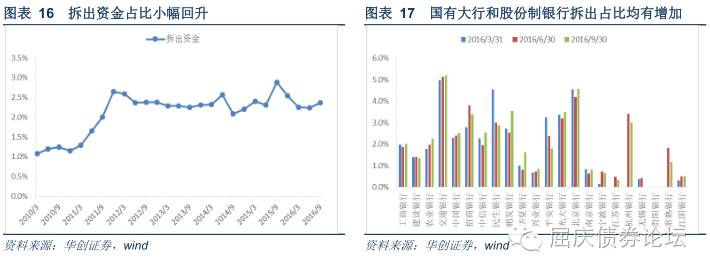 图表 16 拆出资金占比小幅回升
拆出资金
3.5%
3.0%
2.5%
2.0%
1.5%
1.0%
0.5%
0.0%
2010/3
2010/9
2011/3
2011/9
2012/3
2012/9
2013/3
2013/9
2014/3
2014/9
2015/3
2015/9
2016/3
2016/9
资料来源：华创证券，wind
图表 17 国有大行和股份制银行拆出占比均有增加
2016/3/31 2016/6/30 2016/9/30
6.0%
5.0%
4.0%
3.0%
2.0%
1.0%
0.0%
工商银行
建设银行
农业银行
交通银行
中国银行
招商银行
中信银行
民生银行
浦发银行
华夏银行
兴业银行
平安银行
光大银行
北京银行
南京银行
宁波银行
江苏银行
杭州银行
无锡银行
贵阳银行
常熟银行
江阴银行
资料来源：华创证券，wind
屈庆债券论坛